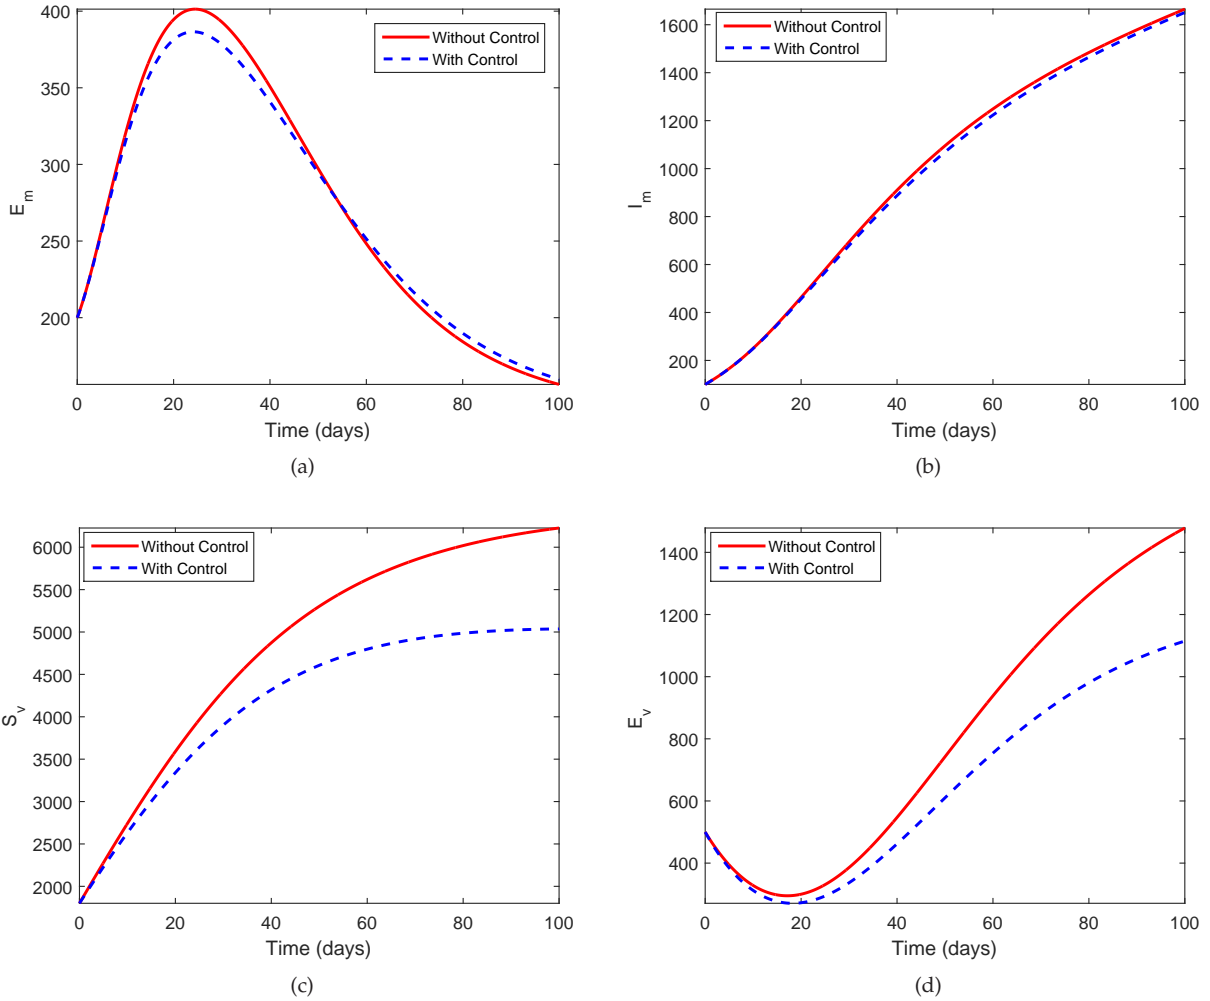 400
350
300
250
200
E_m
0 20 40 60 80 100
Time (days)
Without Control
With Control
(a)
1600
1400
1200
1000
800
600
400
200
I_m
0 20 40 60 80 100
Time (days)
Without Control
With Control
(b)
6000
5500
5000
4500
4000
3500
3000
2500
2000
S_v
0 20 40 60 80 100
Time (days)
Without Control
With Control
(c)
1400
1200
1000
800
600
400
E_v
0 20 40 60 80 100
Time (days)
Without Control
With Control
(d)